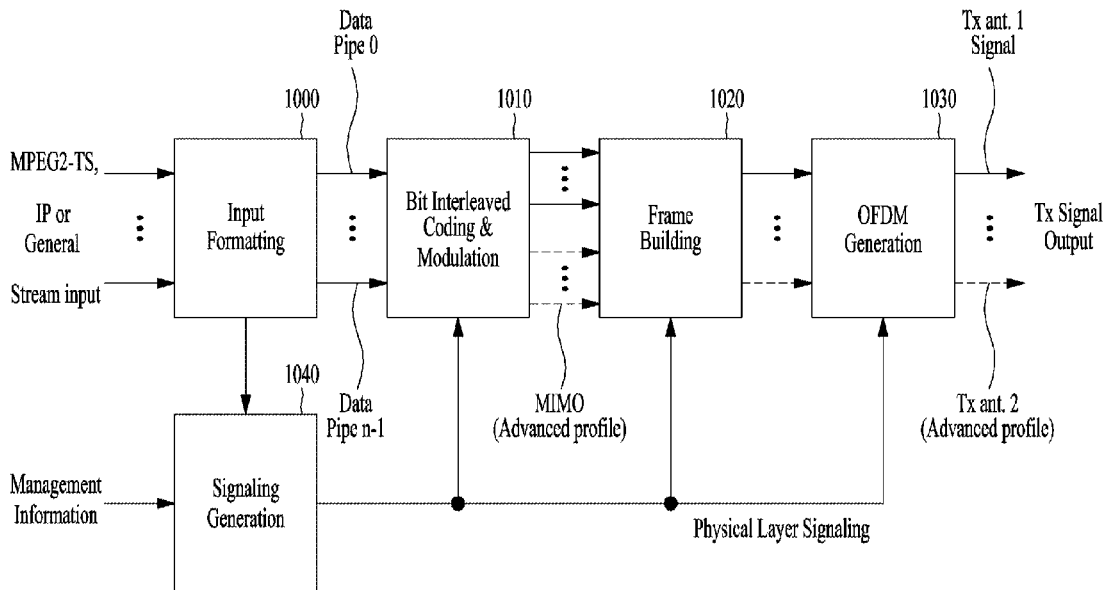 Data
Pipe 0
Tx ant. 1
Signal
1000
1010
1020
1030
MPEG2-TS,
IP or
General
Stream input
Input
Formatting
Bit Interleaved
Coding &
Modulation
Frame
Building
OFDM
Generation
Tx Signal
Output
1040
Data
Pipe n-1
MIMO
(Advanced profile)
Tx ant. 2
(Advanced profile)
Management
Information
Signaling
Generation
Physical Layer Signaling